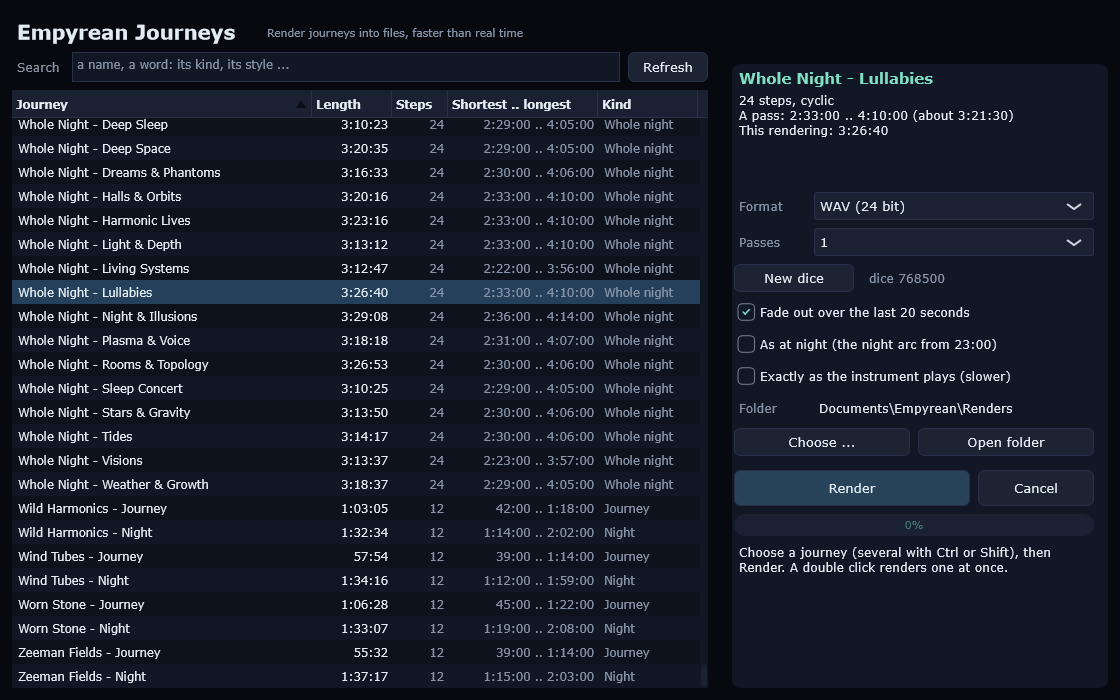 Empyrean Journeys Render journeys into files, faster than real time
Search a name, a word: its kind, its style ... Refresh
Journey Length Steps Shortest .. longest Kind
Whole Night - Deep Sleep 3:10:23 24 2:29:00 .. 4:05:00 Whole night
Whole Night - Deep Space 3:20:35 24 2:29:00 .. 4:05:00 Whole night
Whole Night - Dreams & Phantoms 3:16:33 24 2:30:00 .. 4:06:00 Whole night
Whole Night - Halls & Orbits 3:20:16 24 2:33:00 .. 4:10:00 Whole night
Whole Night - Harmonic Lives 3:23:16 24 2:33:00 .. 4:10:00 Whole night
Whole Night - Light & Depth 3:13:12 24 2:33:00 .. 4:10:00 Whole night
Whole Night - Living Systems 3:12:47 24 2:22:00 .. 3:56:00 Whole night
Whole Night - Lullabies 3:26:40 24 2:33:00 .. 4:10:00 Whole night
Whole Night - Night & Illusions 3:29:08 24 2:36:00 .. 4:14:00 Whole night
Whole Night - Plasma & Voice 3:18:18 24 2:31:00 .. 4:07:00 Whole night
Whole Night - Rooms & Topology 3:26:53 24 2:30:00 .. 4:06:00 Whole night
Whole Night - Sleep Concert 3:10:25 24 2:29:00 .. 4:05:00 Whole night
Whole Night - Stars & Gravity 3:13:50 24 2:30:00 .. 4:06:00 Whole night
Whole Night - Tides 3:14:17 24 2:30:00 .. 4:06:00 Whole night
Whole Night - Visions 3:13:37 24 2:23:00 .. 3:57:00 Whole night
Whole Night - Weather & Growth 3:18:37 24 2:29:00 .. 4:05:00 Whole night
Wild Harmonics - Journey 1:03:05 12 42:00 .. 1:18:00 Journey
Wild Harmonics - Night 1:32:34 12 1:14:00 .. 2:02:00 Night
Wind Tubes - Journey 57:54 12 39:00 .. 1:14:00 Journey
Wind Tubes - Night 1:34:16 12 1:12:00 .. 1:59:00 Night
Worn Stone - Journey 1:06:28 12 45:00 .. 1:22:00 Journey
Worn Stone - Night 1:33:07 12 1:19:00 .. 2:08:00 Night
Zeeman Fields - Journey 55:32 12 39:00 .. 1:14:00 Journey
Zeeman Fields - Night 1:37:17 12 1:15:00 .. 2:03:00 Night
Whole Night - Lullabies
24 steps, cyclic
A pass: 2:33:00 .. 4:10:00 (about 3:21:30)
This rendering: 3:26:40
Format WAV (24 bit)
Passes 1
New dice dice 768500
Fade out over the last 20 seconds
As at night (the night arc from 23:00)
Exactly as the instrument plays (slower)
Folder Documents\Empyrean\Renders
Choose ... Open folder
Render Cancel
0%
Choose a journey (several with Ctrl or Shift), then
Render. A double click renders one at once.